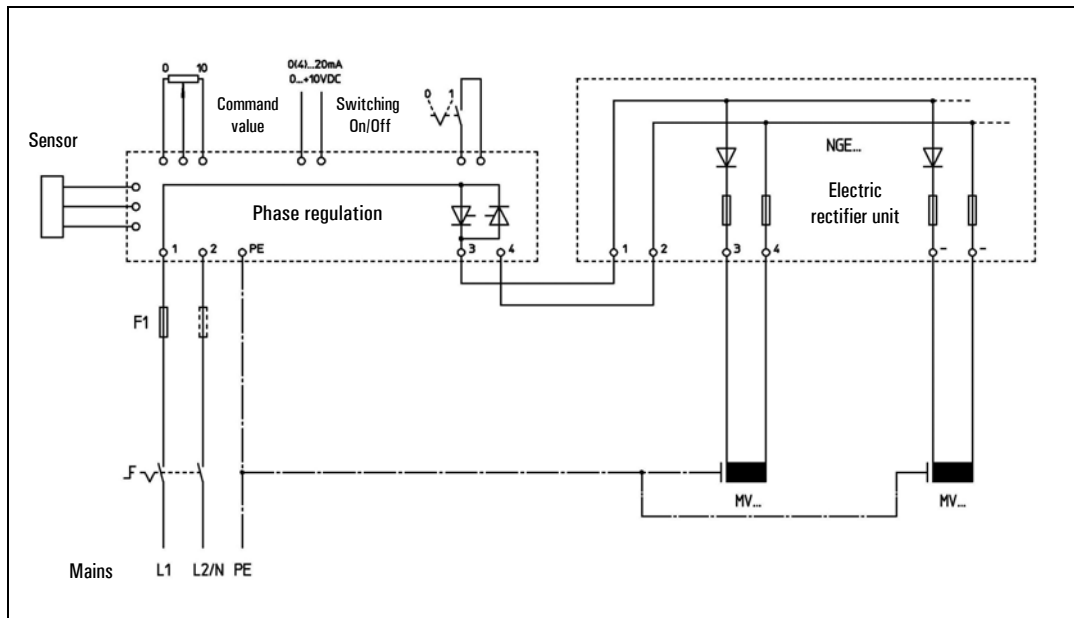 0 10
0(4)...20mA
0...+10VDC
Command
value
Switching
On/Off
0 1
Sensor
NGE...
Phase regulation
Electric
rectifier unit
1 2 PE 3 4 1 2 3 4 - -
F1
MV... MV...
Mains L1 L2/N PE